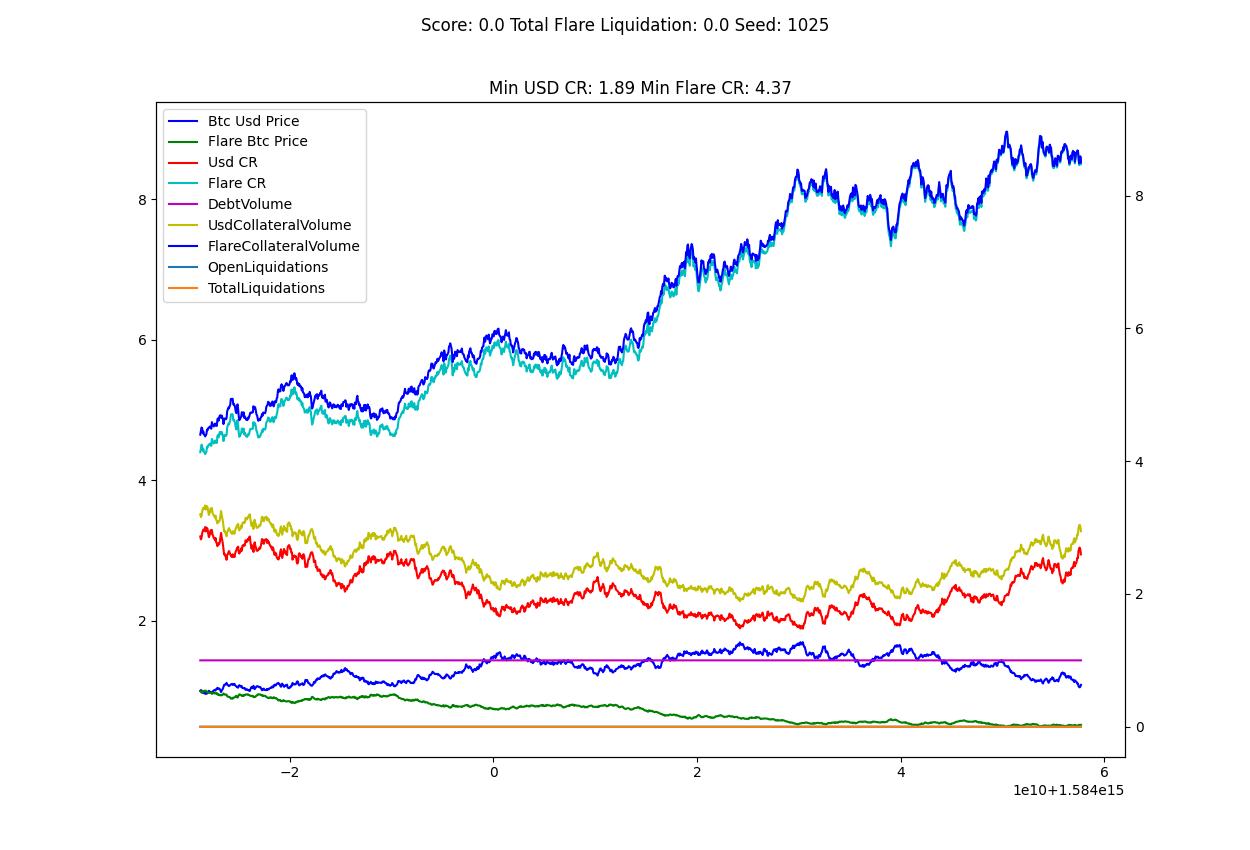 Score: 0.0 Total Flare Liquidation: 0.0 Seed: 1025
Min USD CR: 1.89 Min Flare CR: 4.37
Btc Usd Price
Flare Btc Price
Usd CR
Flare CR
DebtVolume
UsdCollateralVolume
FlareCollateralVolume
OpenLiquidations
TotalLiquidations
8
6
4
2
8
6
4
2
0
−2
0
2
4
6
1e10+1.584e15